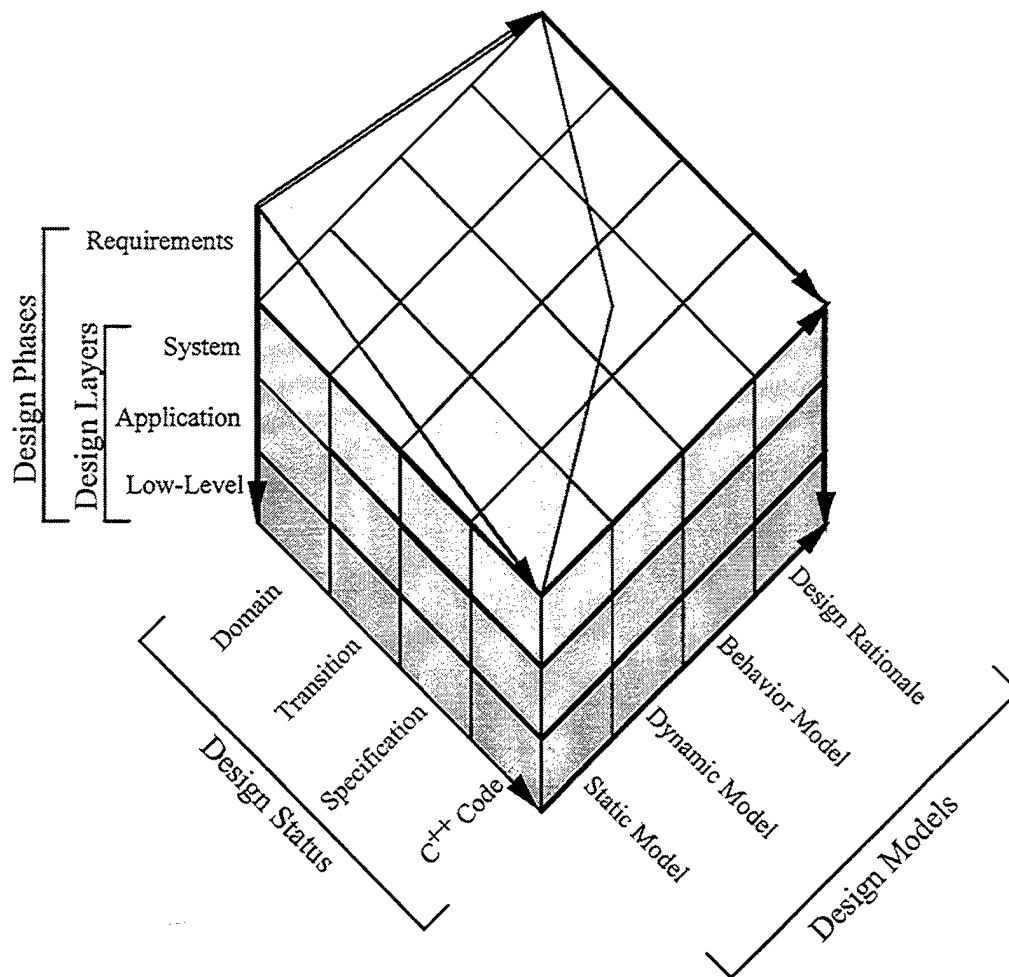 Requirements
System
Application
Low-Level
Design Phases
Design Layers
Domain
Transition
Specification
C++ Code
Design Status
Static Model
Dynamic Model
Behavior Model
Design Rationale
Design Models